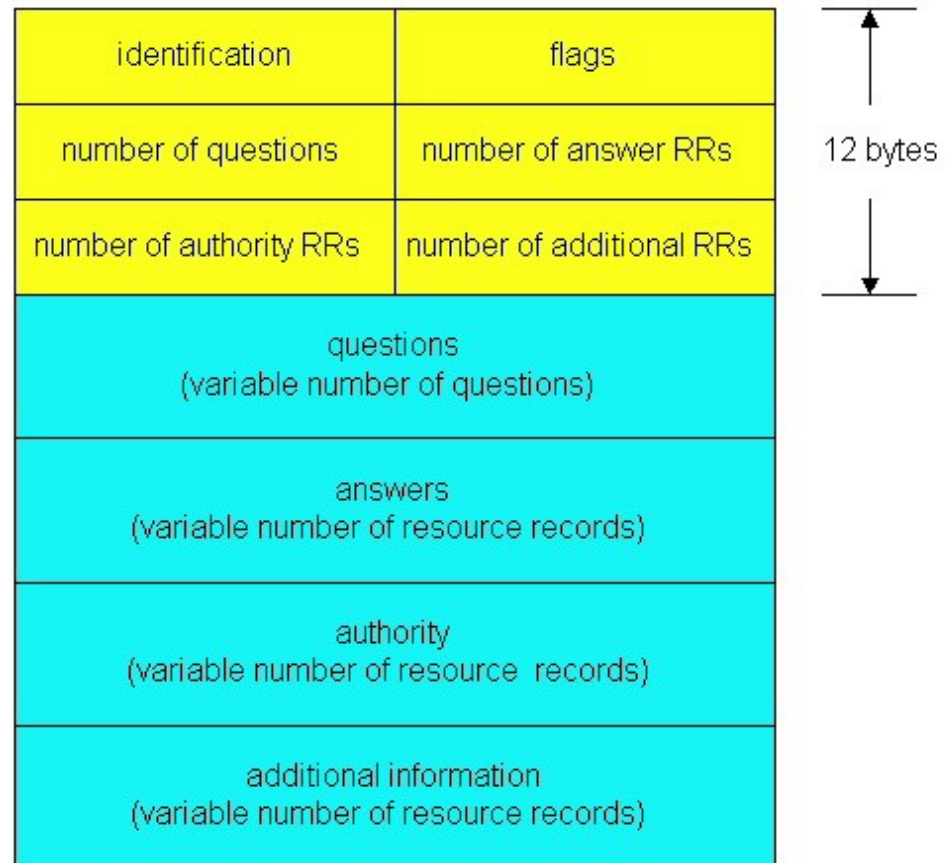 identification
flags
number of questions
number of answer RRs
12 bytes
number of authority RRs
number of additional RRs
questions
(variable number of questions)
answers
(variable number of resource records)
authority
(variable number of resource records)
additional information
(variable number of resource records)